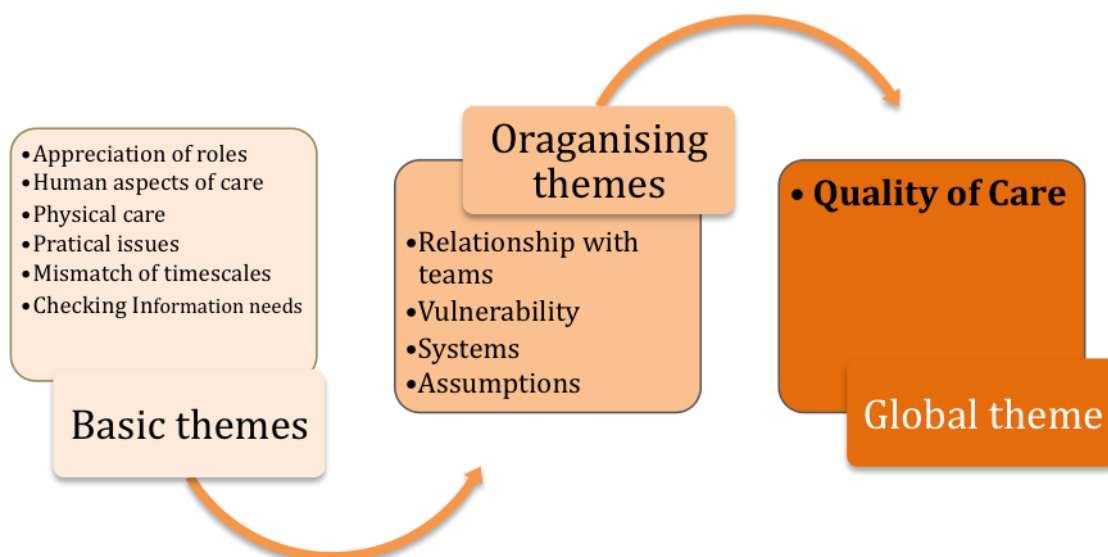 •Appreciation of roles
•Human aspects of care
•Physical care
•Pratical issues
•Mismatch of timescales
•Checking Information needs
Basic themes
Oraganising
themes
•Relationship with
teams
•Vulnerability
•Systems
•Assumptions
• Quality of Care
Global theme